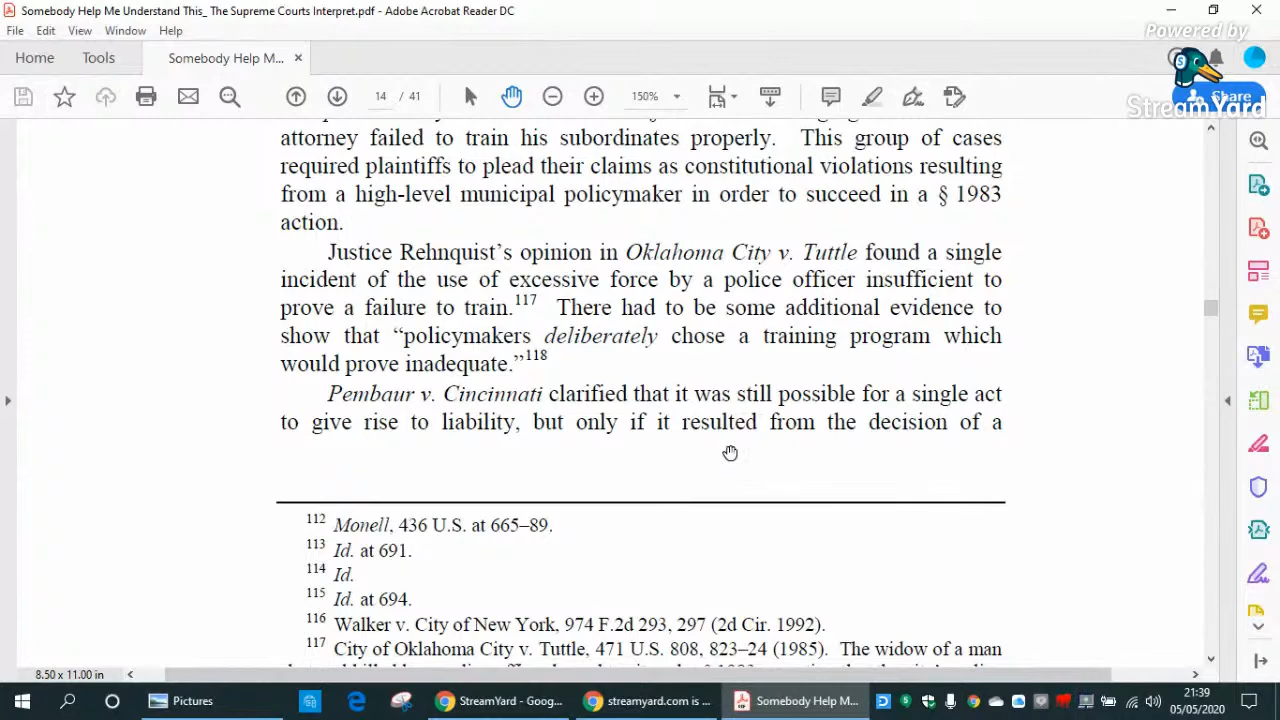 Somebody Help Me Understand This_ The Supreme Courts Interpret.pdf - Adobe Acrobat Reader DC
File Edit View Window Help
Powered by
Home Tools Somebody Help M... ×
14 / 41 150%
Share
StreamYard
attorney failed to train his subordinates properly. This group of cases
required plaintiffs to plead their claims as constitutional violations resulting
from a high-level municipal policymaker in order to succeed in a § 1983
action.
Justice Rehnquist’s opinion in Oklahoma City v. Tuttle found a single
incident of the use of excessive force by a police officer insufficient to
prove a failure to train.117 There had to be some additional evidence to
show that “policymakers deliberately chose a training program which
would prove inadequate.”118
Pembaur v. Cincinnati clarified that it was still possible for a single act
to give rise to liability, but only if it resulted from the decision of a
112 Monell, 436 U.S. at 665–89.
113 Id. at 691.
114 Id.
115 Id. at 694.
116 Walker v. City of New York, 974 F.2d 293, 297 (2d Cir. 1992).
117 City of Oklahoma City v. Tuttle, 471 U.S. 808, 823–24 (1985). The widow of a man
8.50 x 11.00 in
Pictures StreamYard - Goog... streamyard.com is ... Somebody Help M...
21:39
05/05/2020